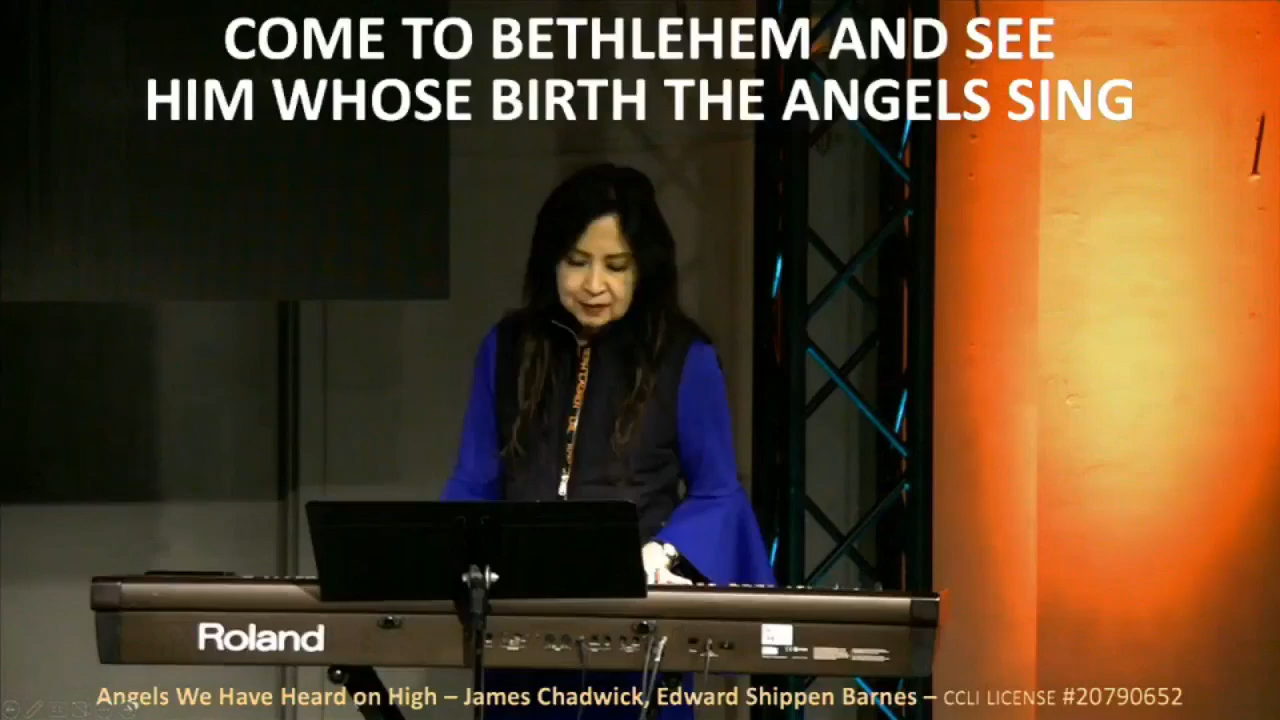 COME TO BETHLEHEM AND SEE
HIM WHOSE BIRTH THE ANGELS SING
Roland
Angels We Have Heard on High – James Chadwick, Edward Shippen Barnes – CCLI LICENSE #20790652